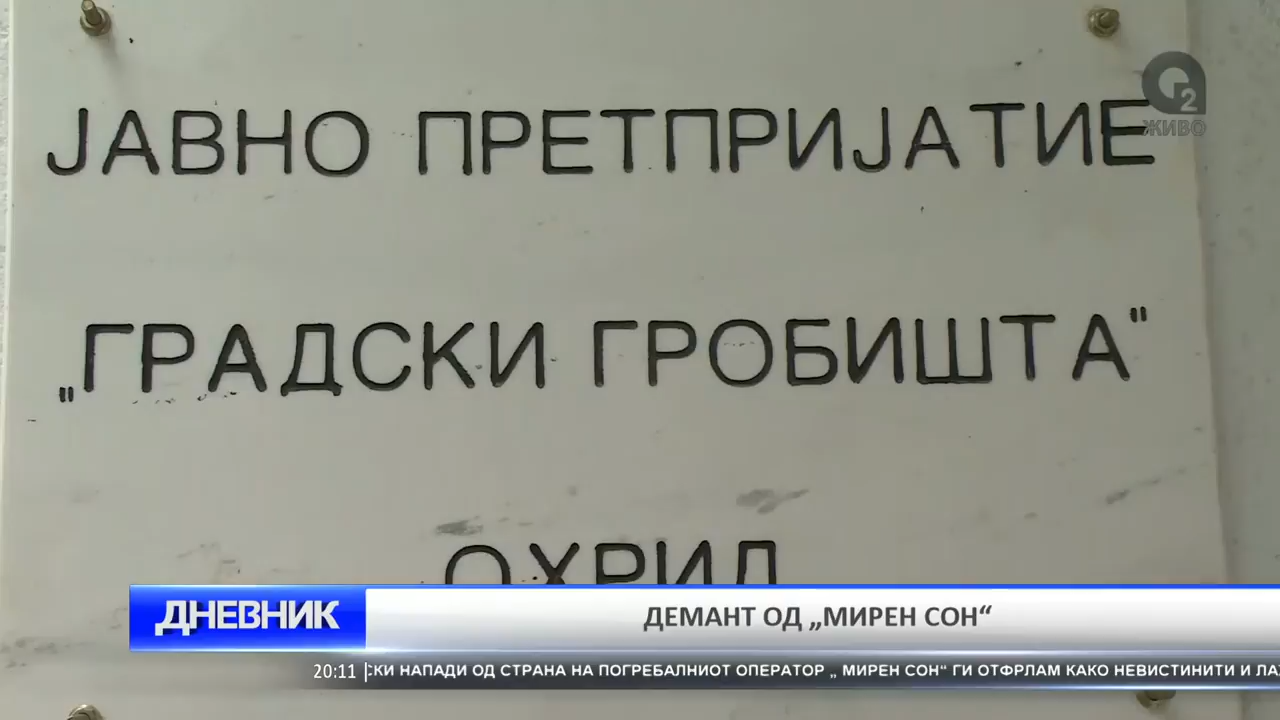 ЈАВНО ПРЕТПРИЈАТИЕ
„ГРАДСКИ ГРОБИШТА"
ОХРИД
2
ЖИВО
ДНЕВНИК
ДЕМАНТ ОД „МИРЕН СОН“
20:11
НАПАДИ ОД СТРАНА НА ПОГРЕБАЛНИОТ ОПЕРАТОР „ МИРЕН СОН“ ГИ ОТФРЛАМ КАКО НЕВИСТИНИТИ И